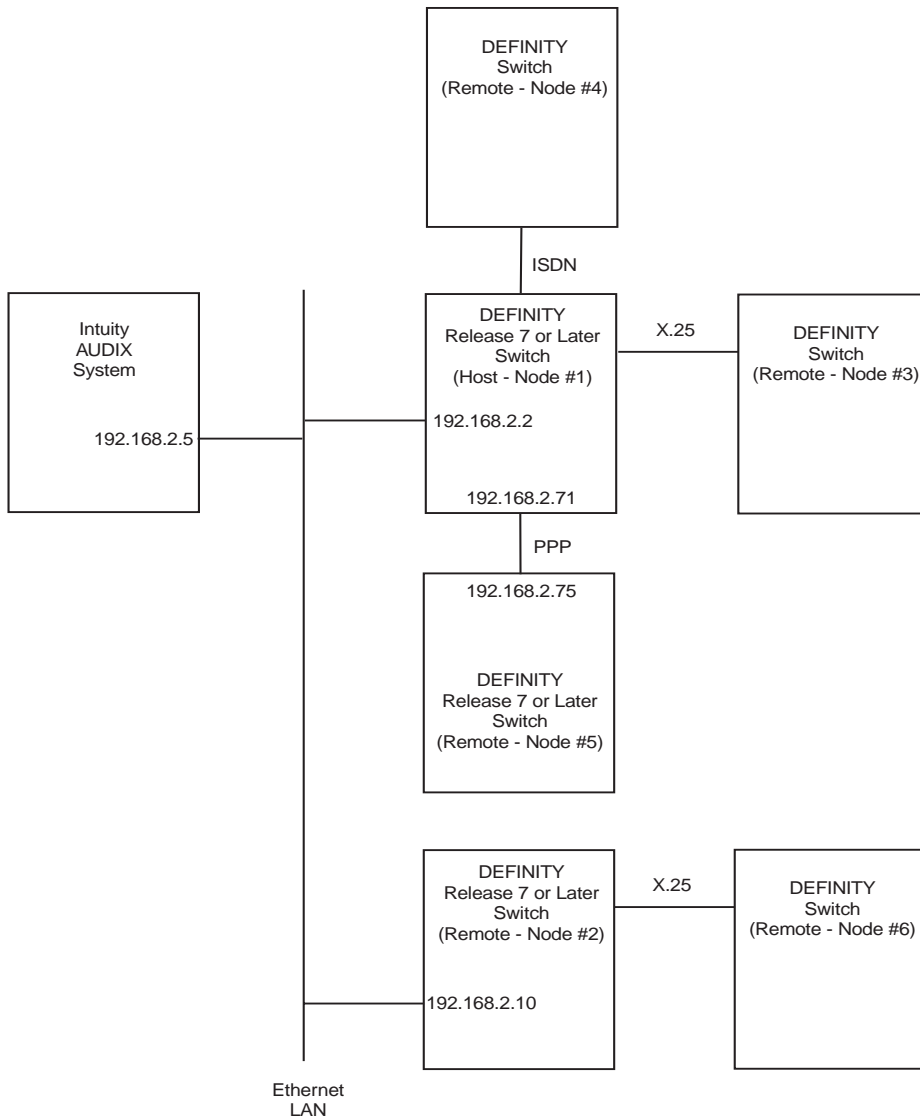 DEFINITY
Switch
(Remote - Node #4)
ISDN
Intuity
AUDIX
System
192.168.2.5
DEFINITY
Release 7 or Later
Switch
(Host - Node #1)
192.168.2.2
192.168.2.71
X.25
DEFINITY
Switch
(Remote - Node #3)
PPP
192.168.2.75
DEFINITY
Release 7 or Later
Switch
(Remote - Node #5)
DEFINITY
Release 7 or Later
Switch
(Remote - Node #2)
192.168.2.10
X.25
DEFINITY
Switch
(Remote - Node #6)
Ethernet
LAN